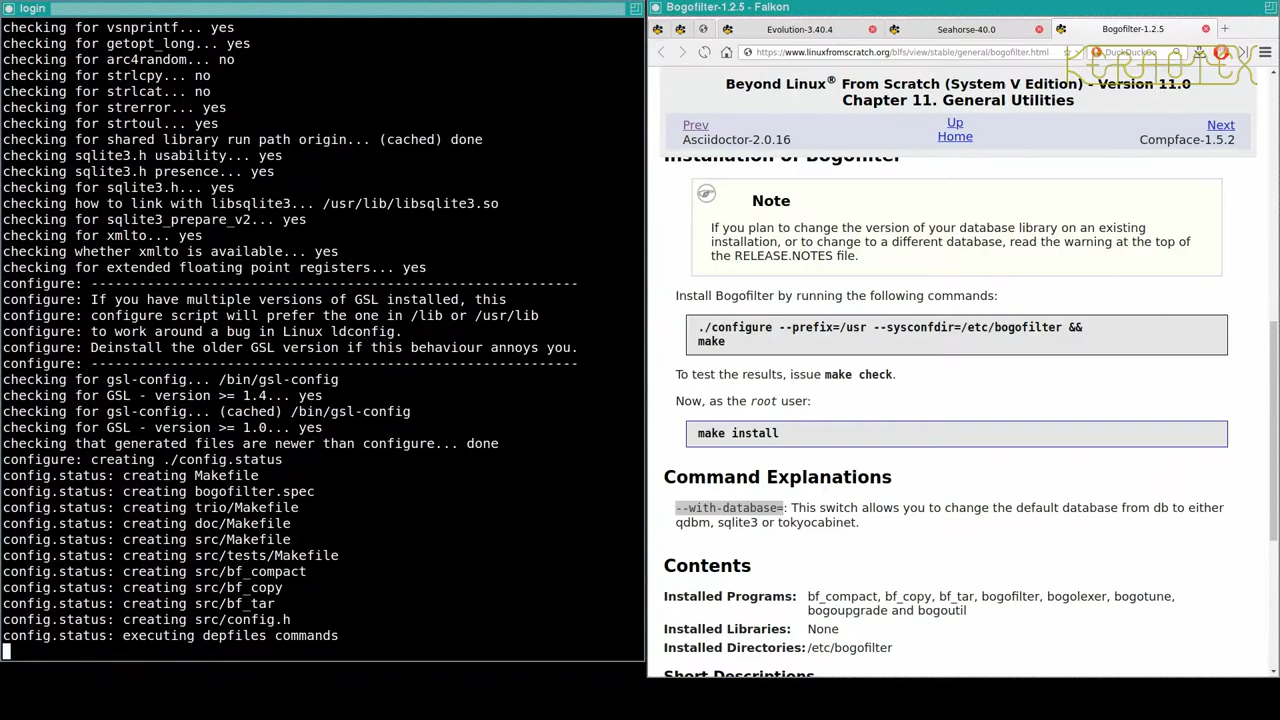 login
checking for vsnprintf... yes
checking for getopt_long... yes
checking for arc4random... no
checking for strlcpy... no
checking for strlcat... no
checking for strerror... yes
checking for strtoul... yes
checking for shared library run path origin... (cached) done
checking sqlite3.h usability... yes
checking sqlite3.h presence... yes
checking for sqlite3.h... yes
checking how to link with libsqlite3... /usr/lib/libsqlite3.so
checking for sqlite3_prepare_v2... yes
checking for xmlto... yes
checking whether xmlto is available... yes
checking for extended floating point registers... yes
configure: -------------------------------------------------------------
configure: If you have multiple versions of GSL installed, this
configure: configure script will prefer the one in /lib or /usr/lib
configure: to work around a bug in Linux ldconfig.
configure: Deinstall the older GSL version if this behaviour annoys you.
configure: -------------------------------------------------------------
checking for gsl-config... /bin/gsl-config
checking for GSL - version >= 1.4... yes
checking for gsl-config... (cached) /bin/gsl-config
checking for GSL - version >= 1.0... yes
checking that generated files are newer than configure... done
configure: creating ./config.status
config.status: creating Makefile
config.status: creating bogofilter.spec
config.status: creating trio/Makefile
config.status: creating doc/Makefile
config.status: creating src/Makefile
config.status: creating src/tests/Makefile
config.status: creating src/bf_compact
config.status: creating src/bf_copy
config.status: creating src/bf_tar
config.status: creating src/config.h
config.status: executing depfiles commands
Bogofilter-1.2.5 - Falkon
Evolution-3.40.4
Seahorse-40.0
Bogofilter-1.2.5
https://www.linuxfromscratch.org/blfs/view/stable/general/bogofilter.html
DuckDuckGo
KERNOTEX
Beyond Linux® From Scratch (System V Edition) - Version 11.0
Chapter 11. General Utilities
Prev
Asciidoctor-2.0.16
Up
Home
Next
Compface-1.5.2
Installation of Bogofilter
Note
If you plan to change the version of your database library on an existing
installation, or to change to a different database, read the warning at the top of
the RELEASE.NOTES file.
Install Bogofilter by running the following commands:
./configure --prefix=/usr --sysconfdir=/etc/bogofilter &&
make
To test the results, issue make check.
Now, as the root user:
make install
Command Explanations
--with-database=: This switch allows you to change the default database from db to either
qdbm, sqlite3 or tokyocabinet.
Contents
Installed Programs: bf_compact, bf_copy, bf_tar, bogofilter, bogolexer, bogotune,
bogoupgrade and bogoutil
Installed Libraries: None
Installed Directories: /etc/bogofilter
Short Descriptions